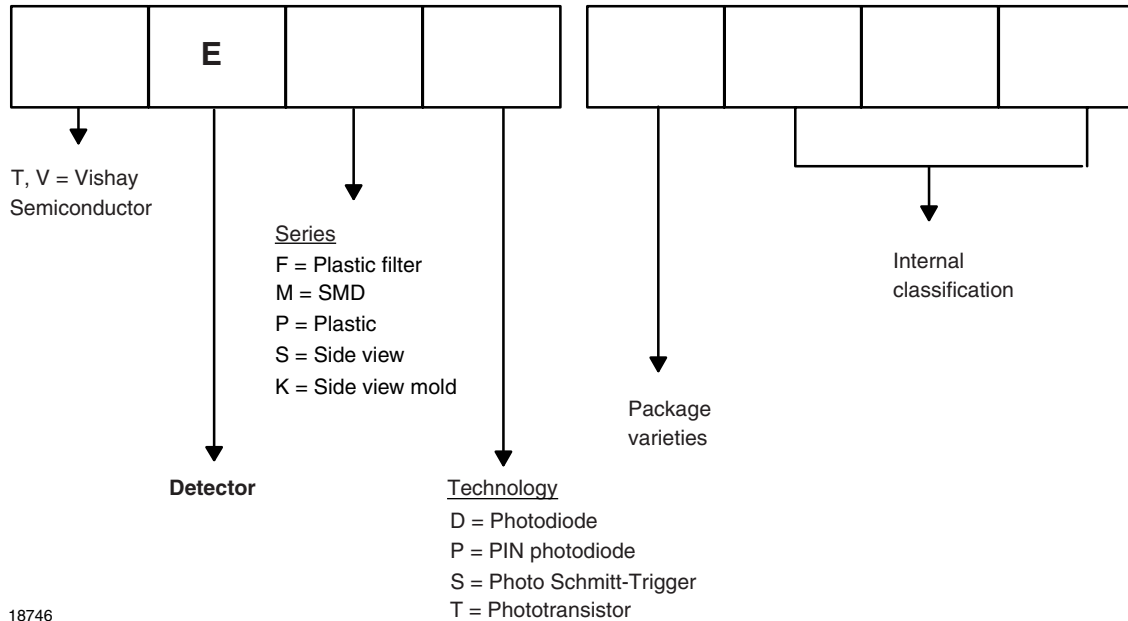 E
T, V = Vishay
Semiconductor
Series
F = Plastic filter
M = SMD
P = Plastic
S = Side view
K = Side view mold
Internal
classification
Package
varieties
Detector
Technology
D = Photodiode
P = PIN photodiode
S = Photo Schmitt-Trigger
T = Phototransistor
18746